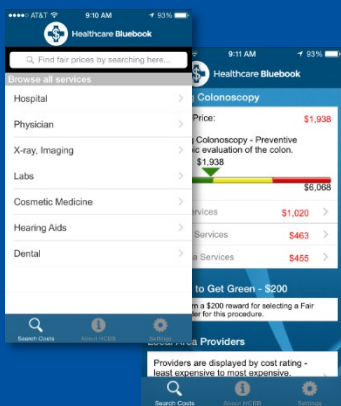 AT&T 9:10 AM 93%
Healthcare Bluebook
Find fair prices by searching here...
Browse all services
Hospital
Physician
X-ray, Imaging
Labs
Cosmetic Medicine
Hearing Aids
Dental
Search Costs About HCBB Settings
9:11 AM 93%
Healthcare Bluebook
Colonoscopy
Price: $1,938
Colonoscopy - Preventive
evaluation of the colon.
$1,938
$6,068
$1,020
Services $463
Services $455
to Get Green - $200
a $200 reward for selecting a Fair
for this procedure.
Area Providers
Providers are displayed by cost rating -
least expensive to most expensive.
Search Costs About HCBB Settings